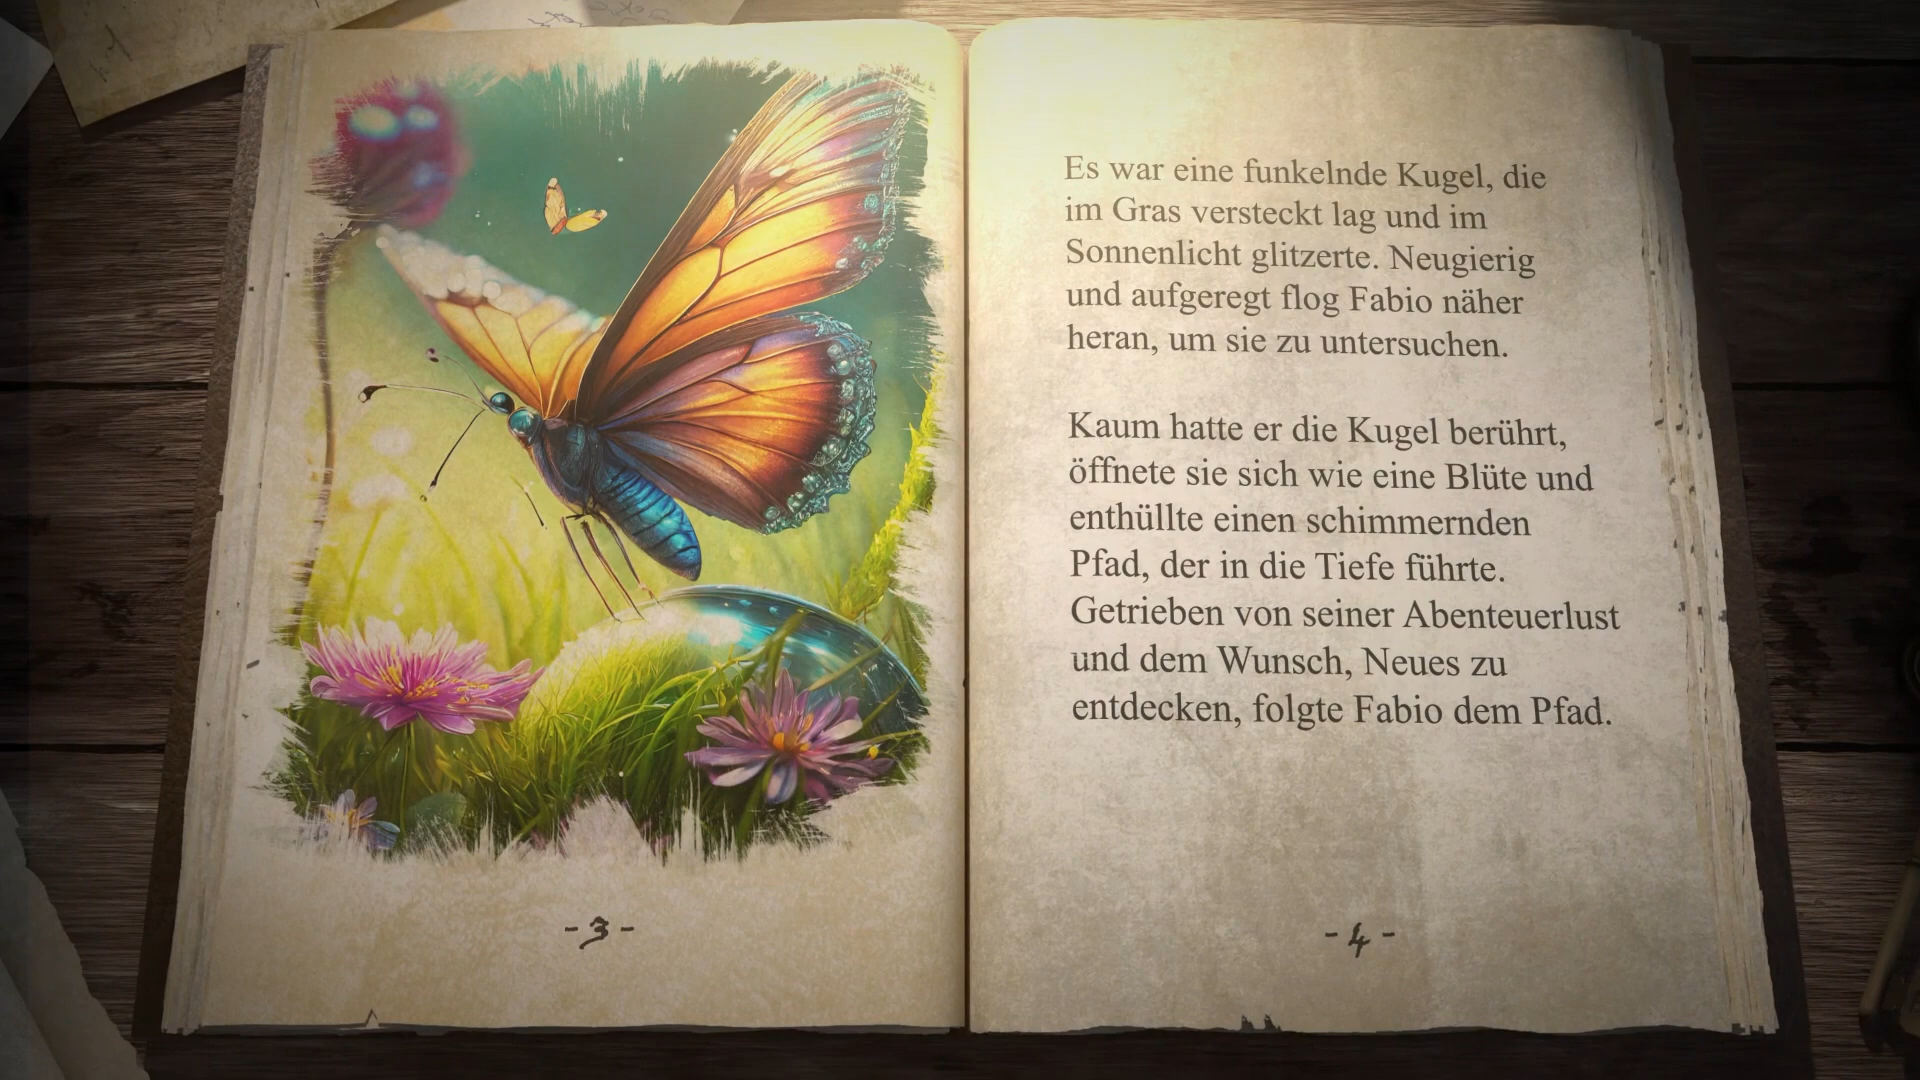 Es war eine funkelnde Kugel, die
im Gras versteckt lag und im
Sonnenlicht glitzerte. Neugierig
und aufgeregt flog Fabio näher
heran, um sie zu untersuchen.
Kaum hatte er die Kugel berührt,
öffnete sie sich wie eine Blüte und
enthüllte einen schimmernden
Pfad, der in die Tiefe führte.
Getrieben von seiner Abenteuerlust
und dem Wunsch, Neues zu
entdecken, folgte Fabio dem Pfad.
-3-
-4-